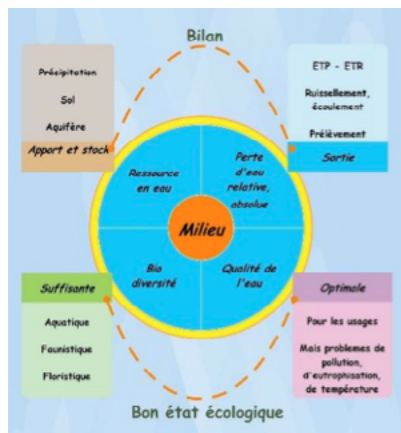 Bilan
Précipitation
Sol
Aquifère
Apport et stock
ETP - ETR
Ruissellement,
écoulement
Prélèvement
Sortie
Ressource
en eau
Perte
d'eau
relative,
absolue
Milieu
Bio
diversité
Qualité de
l'eau
Suffisante
Aquatique
Faunistique
Floristique
Optimale
Pour les usages
Mais problemes de
pollution,
d'eutrophisation,
de température
Bon état écologique